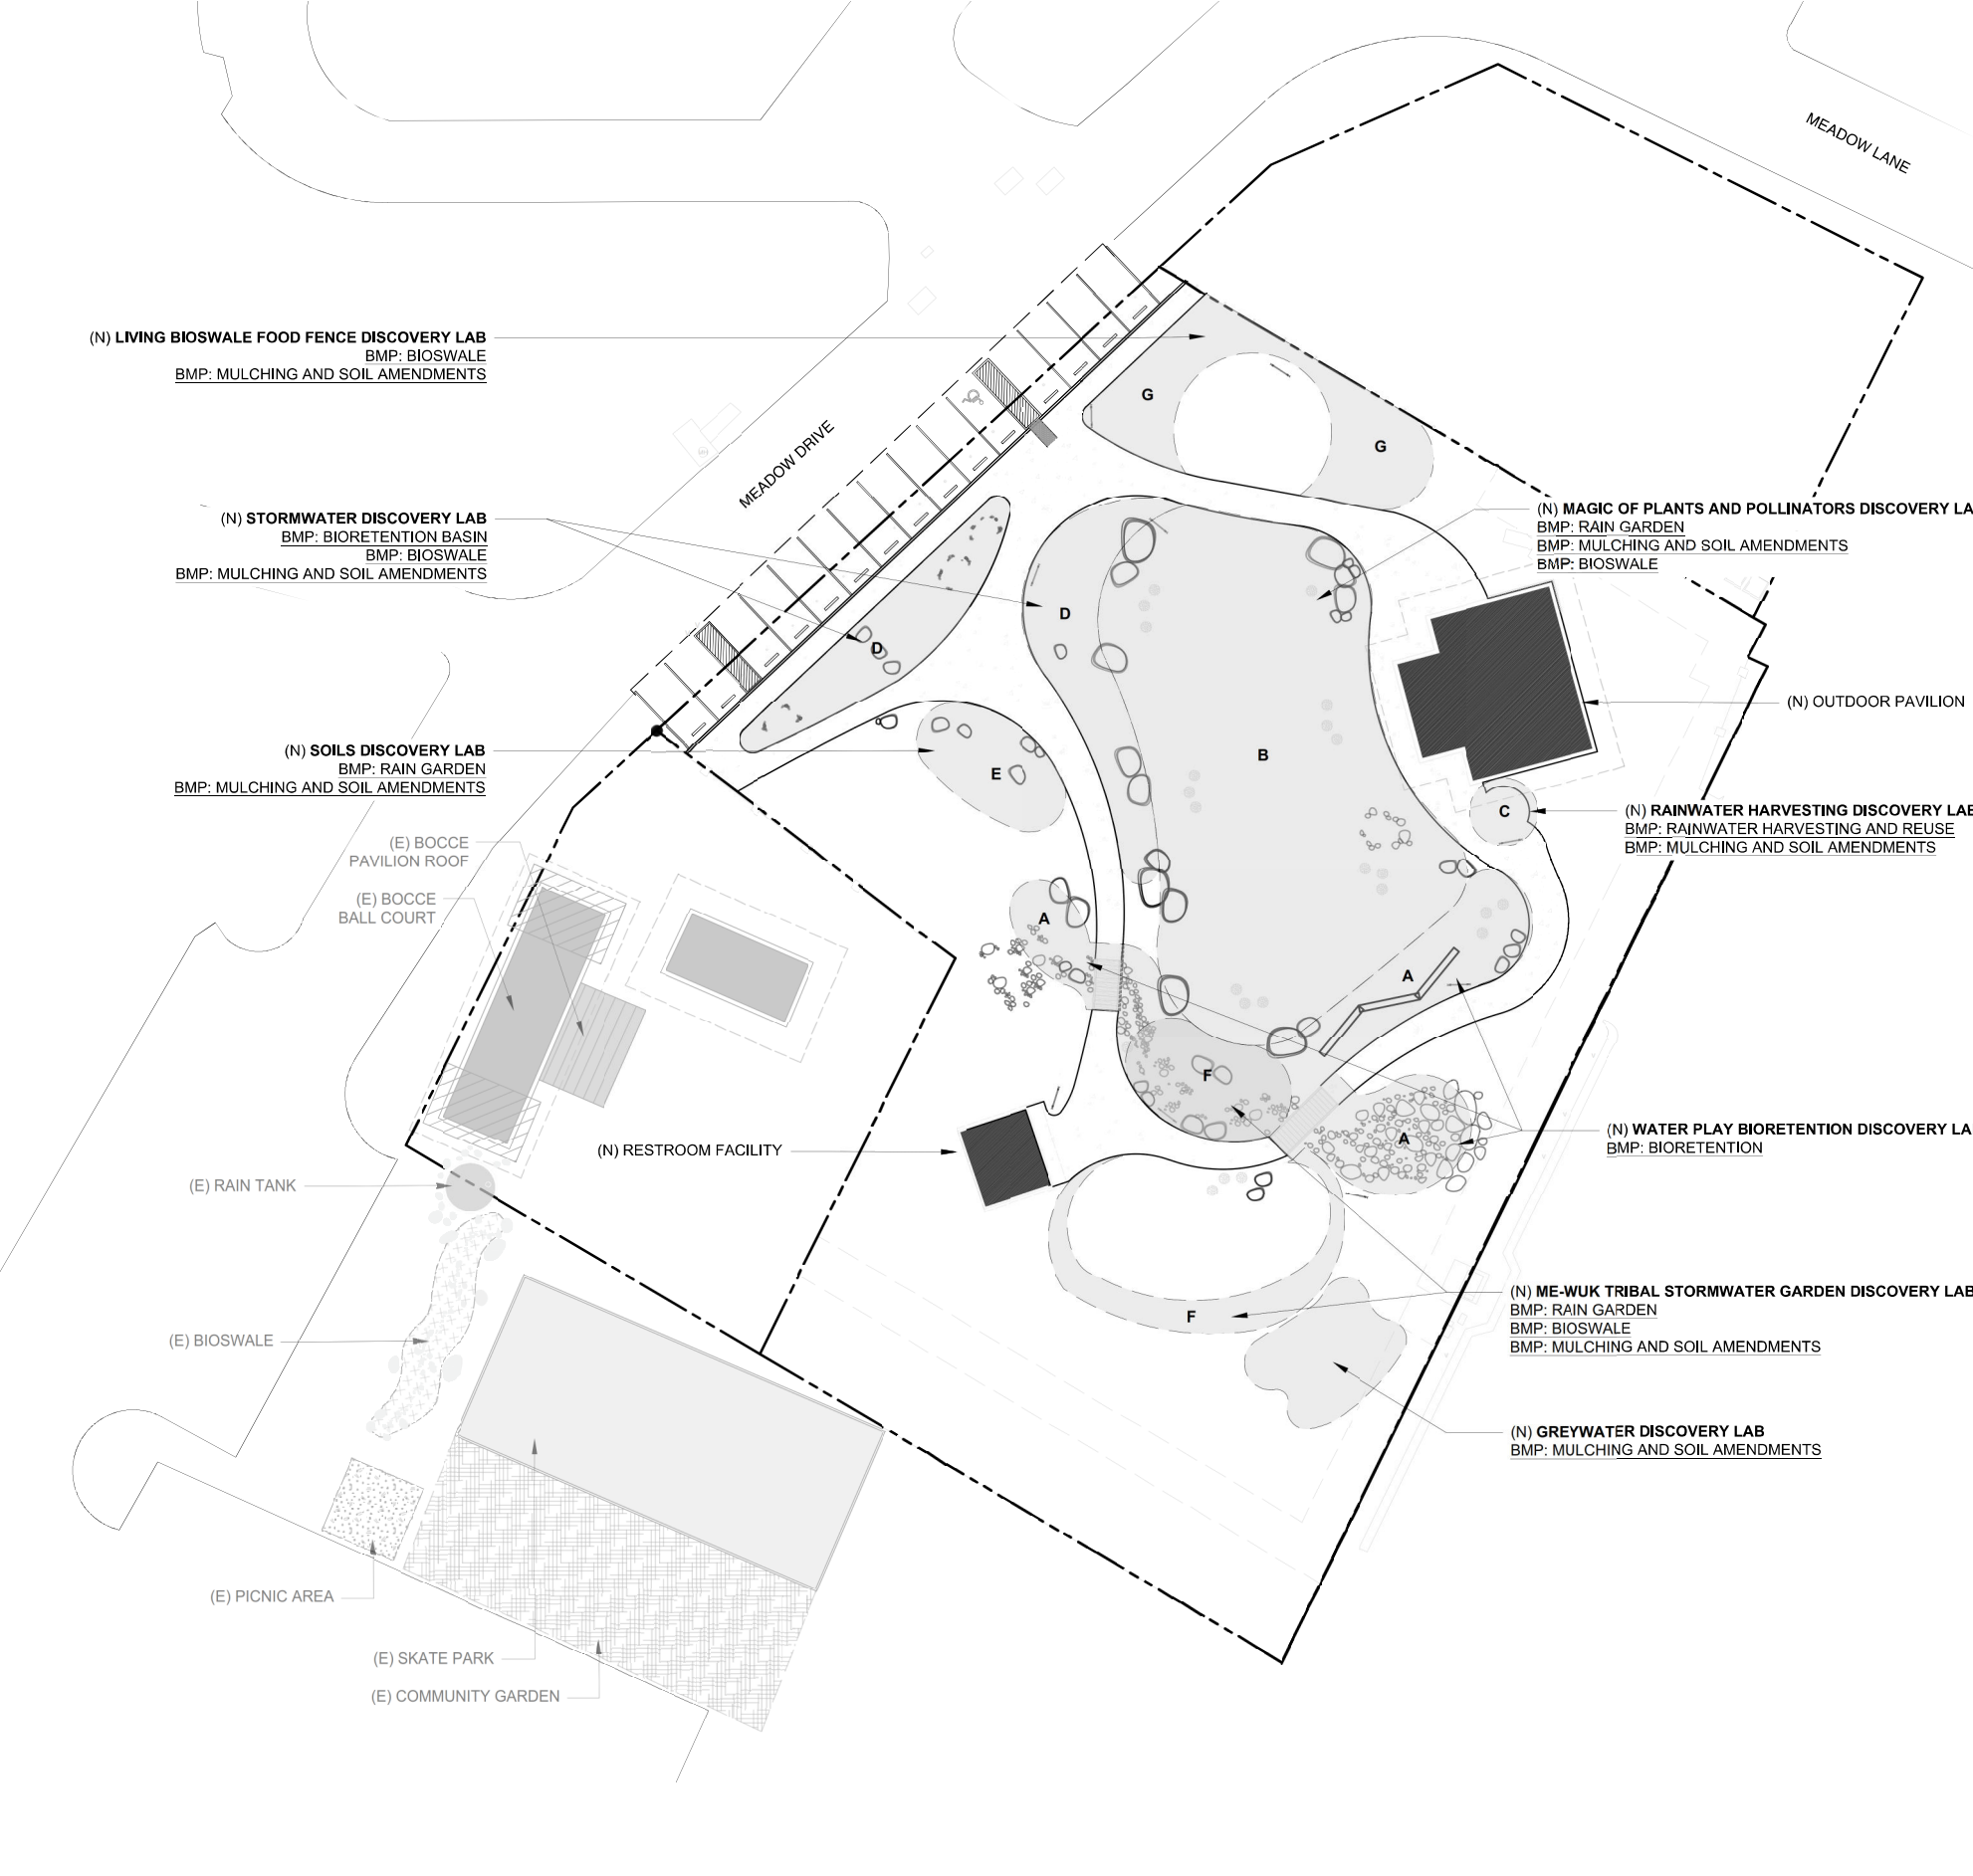 MEADOW LANE
(N) LIVING BIOSWALE FOOD FENCE DISCOVERY LAB
BMP: BIOSWALE
BMP: MULCHING AND SOIL AMENDMENTS
G
G
MEADOW DRIVE
(N) STORMWATER DISCOVERY LAB
BMP: BIORETENTION BASIN
BMP: BIOSWALE
BMP: MULCHING AND SOIL AMENDMENTS
(N) MAGIC OF PLANTS AND POLLINATORS DISCOVERY LA
BMP: RAIN GARDEN
BMP: MULCHING AND SOIL AMENDMENTS
BMP: BIOSWALE
D
D
(N) OUTDOOR PAVILION
(N) SOILS DISCOVERY LAB
BMP: RAIN GARDEN
BMP: MULCHING AND SOIL AMENDMENTS
E
B
C
(N) RAINWATER HARVESTING DISCOVERY LAB
BMP: RAINWATER HARVESTING AND REUSE
BMP: MULCHING AND SOIL AMENDMENTS
(E) BOCCE
PAVILION ROOF
(E) BOCCE
BALL COURT
A
A
F
A
(N) WATER PLAY BIORETENTION DISCOVERY LA
BMP: BIORETENTION
(N) RESTROOM FACILITY
(E) RAIN TANK
(N) ME-WUK TRIBAL STORMWATER GARDEN DISCOVERY LAB
BMP: RAIN GARDEN
BMP: BIOSWALE
BMP: MULCHING AND SOIL AMENDMENTS
F
(E) BIOSWALE
(N) GREYWATER DISCOVERY LAB
BMP: MULCHING AND SOIL AMENDMENTS
(E) PICNIC AREA
(E) SKATE PARK
(E) COMMUNITY GARDEN